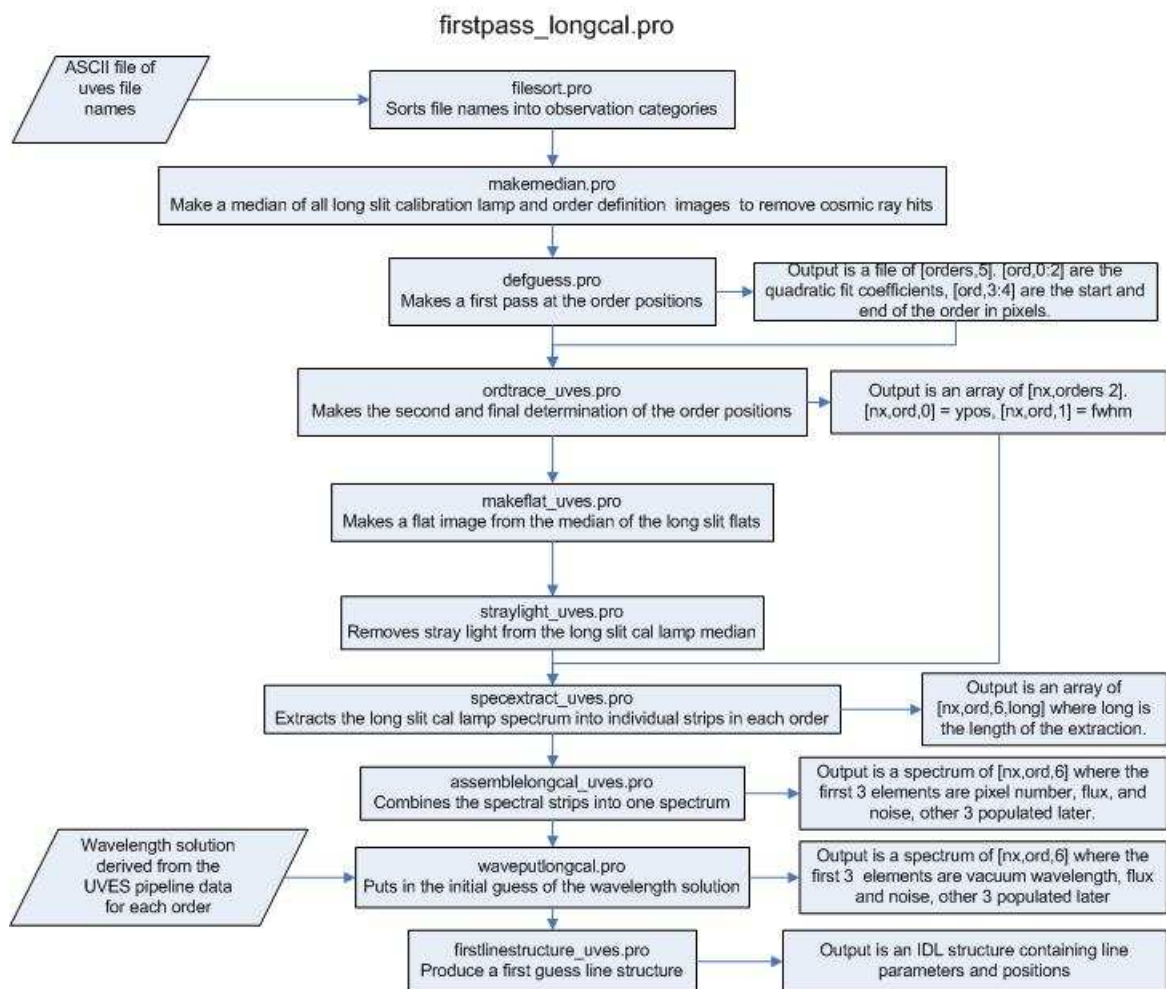 firstpass_longcal.pro
ASCII file of
uves file
names
filesort.pro
Sorts file names into observation categories
makemedian.pro
Make a median of all long slit calibration lamp and order definition images to remove cosmic ray hits
defguess.pro
Makes a first pass at the order positions
Output is a file of [orders,5]. [ord,0:2] are the
quadratic fit coefficients, [ord,3:4] are the start and
end of the order in pixels.
ordtrace_uves.pro
Makes the second and final determination of the order positions
Output is an array of [nx,orders 2].
[nx,ord,0] = ypos, [nx,ord,1] = fwhm
makeflat_uves.pro
Makes a flat image from the median of the long slit flats
straylight_uves.pro
Removes stray light from the long slit cal lamp median
specextract_uves.pro
Extracts the long slit cal lamp spectrum into individual strips in each order
Output is an array of
[nx,ord,6,long] where long is
the length of the extraction.
assemblelongcal_uves.pro
Combines the spectral strips into one spectrum
Output is a spectrum of [nx,ord,6] where the
firrst 3 elements are pixel number, flux, and
noise, other 3 populated later.
Wavelength solution
derived from the
UVES pipeline data
for each order
waveputlongcal.pro
Puts in the initial guess of the wavelength solution
Output is a spectrum of [nx,ord,6] where the
first 3 elements are vacuum wavelength, flux
and noise, other 3 populated later
firstlinestructure_uves.pro
Produce a first guess line structure
Output is an IDL structure containing line
parameters and positions